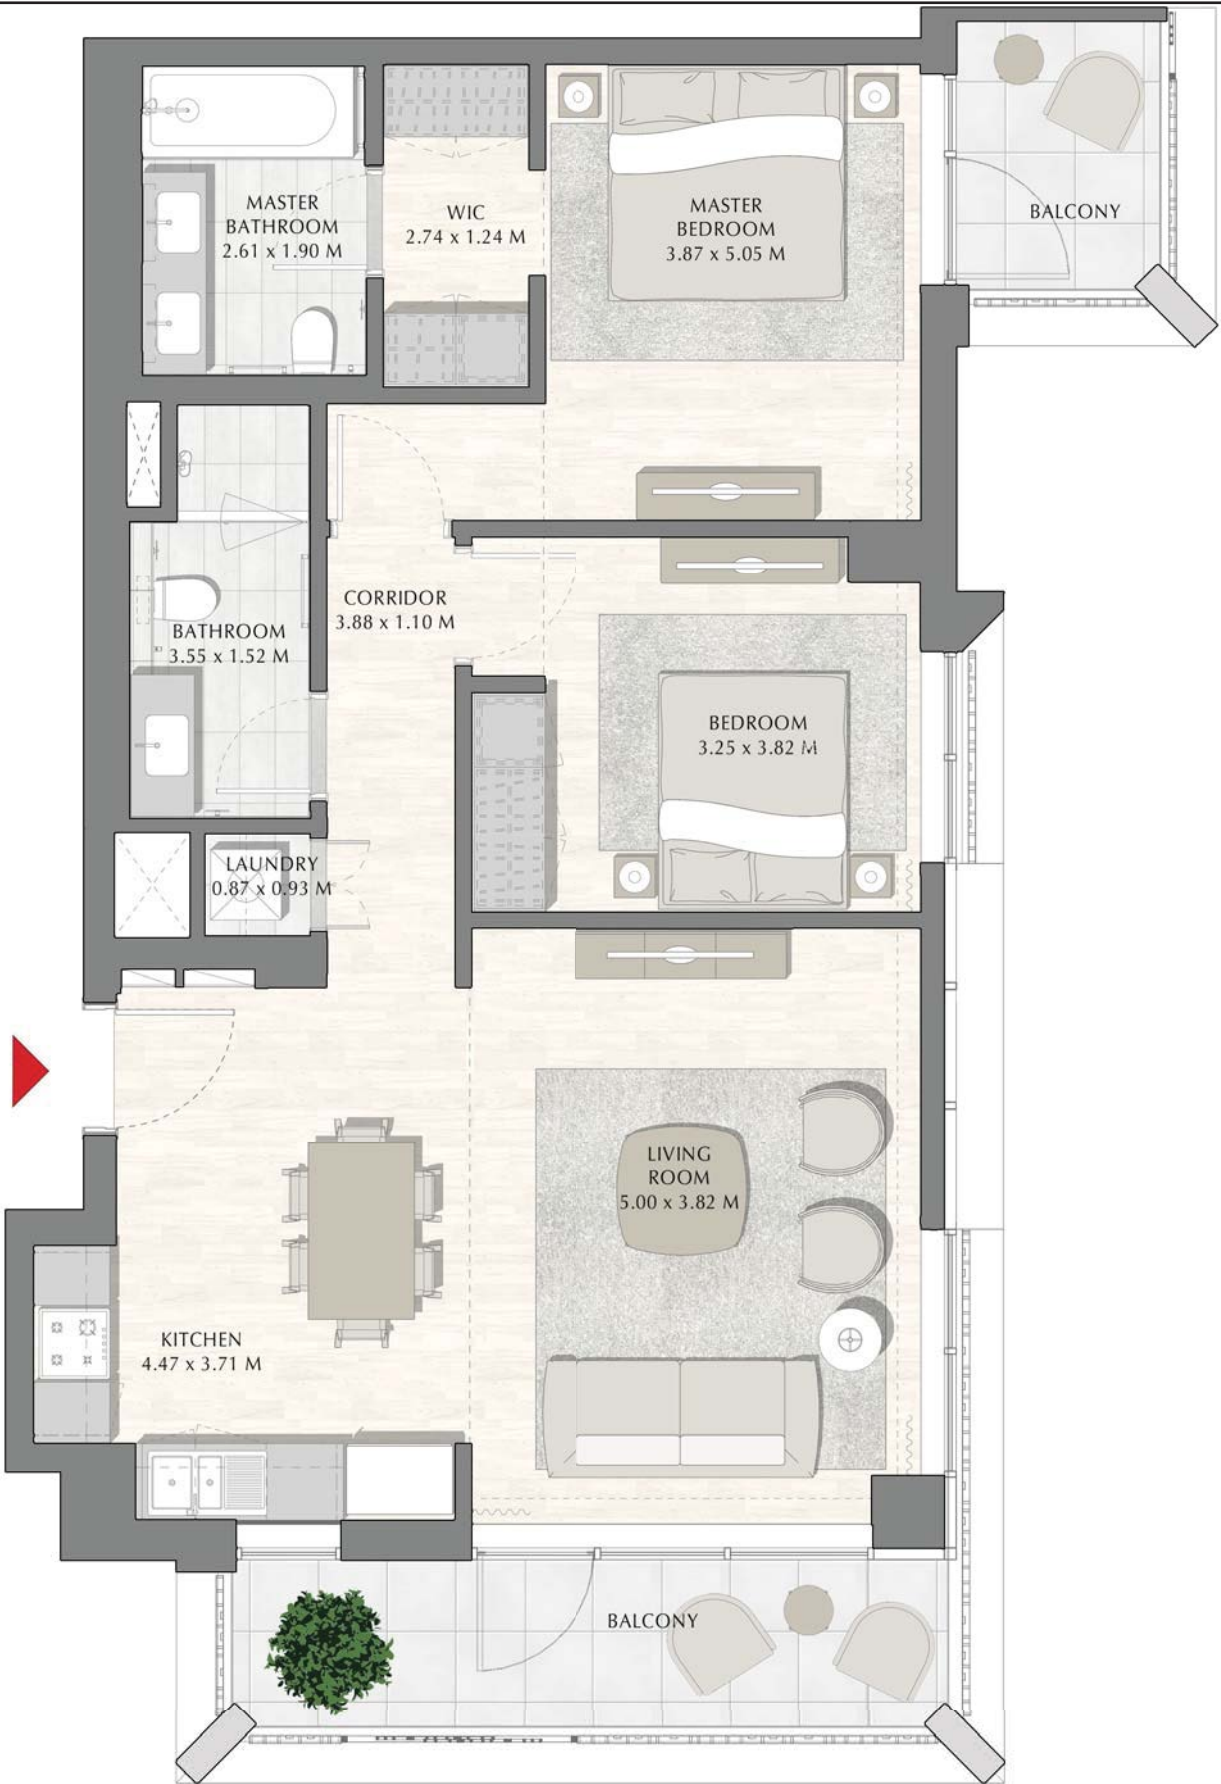 MASTER
BATHROOM
2.61 x 1.90 M
WIC
2.74 x 1.24 M
MASTER
BEDROOM
3.87 x 5.05 M
BALCONY
CORRIDOR
3.88 x 1.10 M
BATHROOM
3.55 x 1.52 M
BEDROOM
3.25 x 3.82 M
LAUNDRY
0.87 x 0.93 M
LIVING
ROOM
5.00 x 3.82 M
KITCHEN
4.47 x 3.71 M
BALCONY